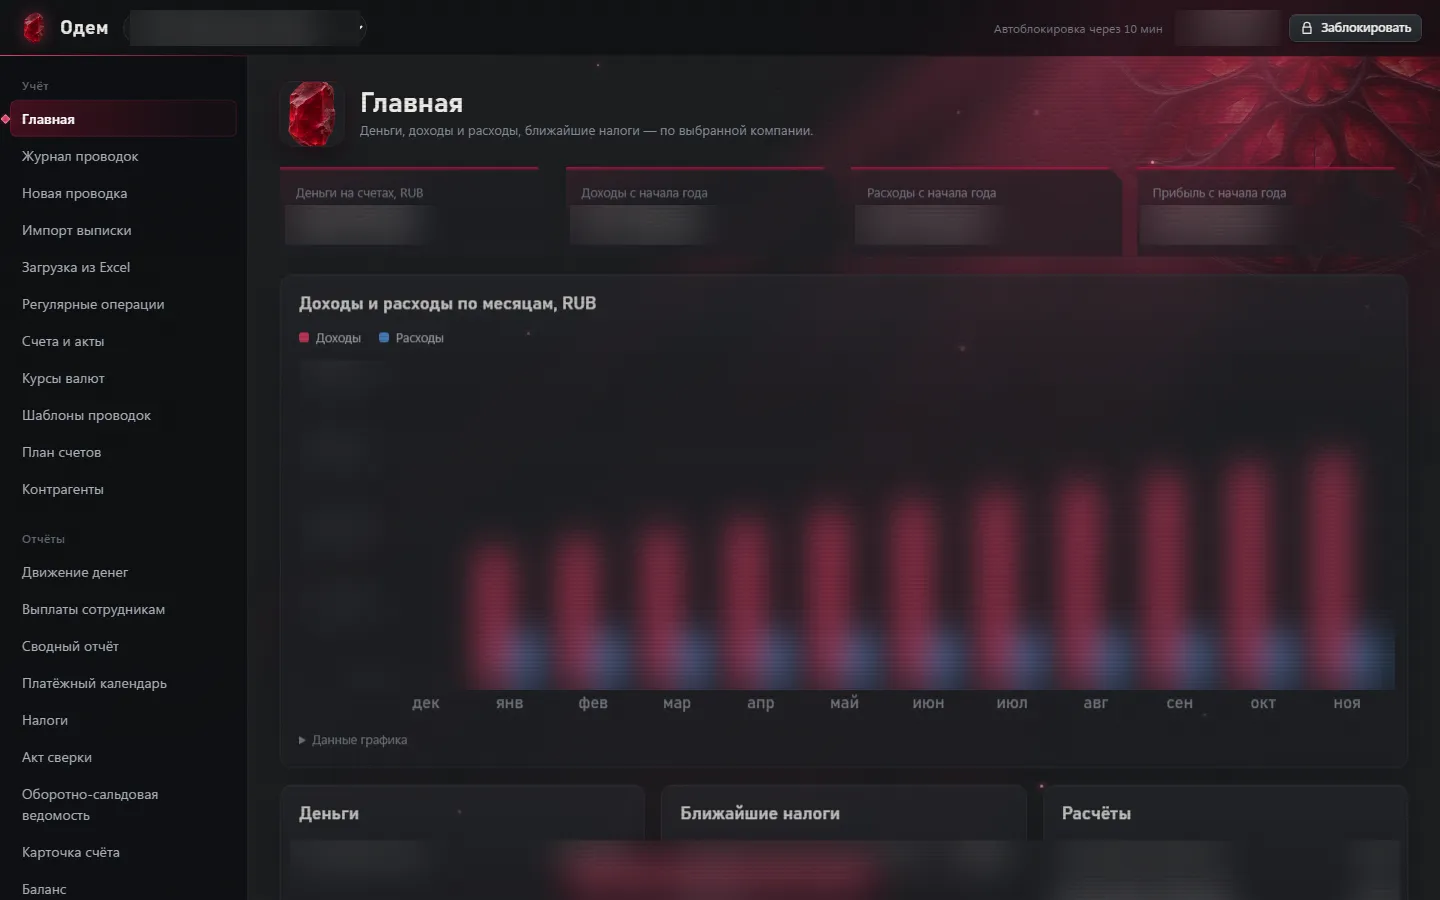 Одем
Автоблокировка через 10 мин
Заблокировать
Учёт
Главная
Журнал проводок
Новая проводка
Импорт выписки
Загрузка из Excel
Регулярные операции
Счета и акты
Курсы валют
Шаблоны проводок
План счетов
Контрагенты
Отчёты
Движение денег
Выплаты сотрудникам
Сводный отчёт
Платёжный календарь
Налоги
Акт сверки
Оборотно-сальдовая
ведомость
Карточка счёта
Баланс
Главная
Деньги, доходы и расходы, ближайшие налоги — по выбранной компании.
Деньги на счетах, RUB
Доходы с начала года
Расходы с начала года
Прибыль с начала года
Доходы и расходы по месяцам, RUB
Доходы Расходы
дек янв фев мар апр май июн июл авг сен окт ноя
Данные графика
Деньги
Ближайшие налоги
Расчёты